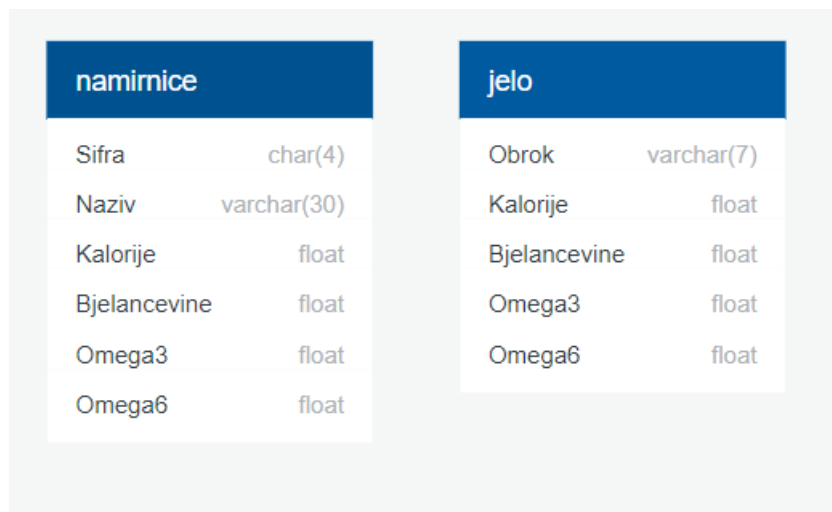 namirnice
Sifra char(4)
Naziv varchar(30)
Kalorije float
Bjelancevine float
Omega3 float
Omega6 float
jelo
Obrok varchar(7)
Kalorije float
Bjelancevine float
Omega3 float
Omega6 float